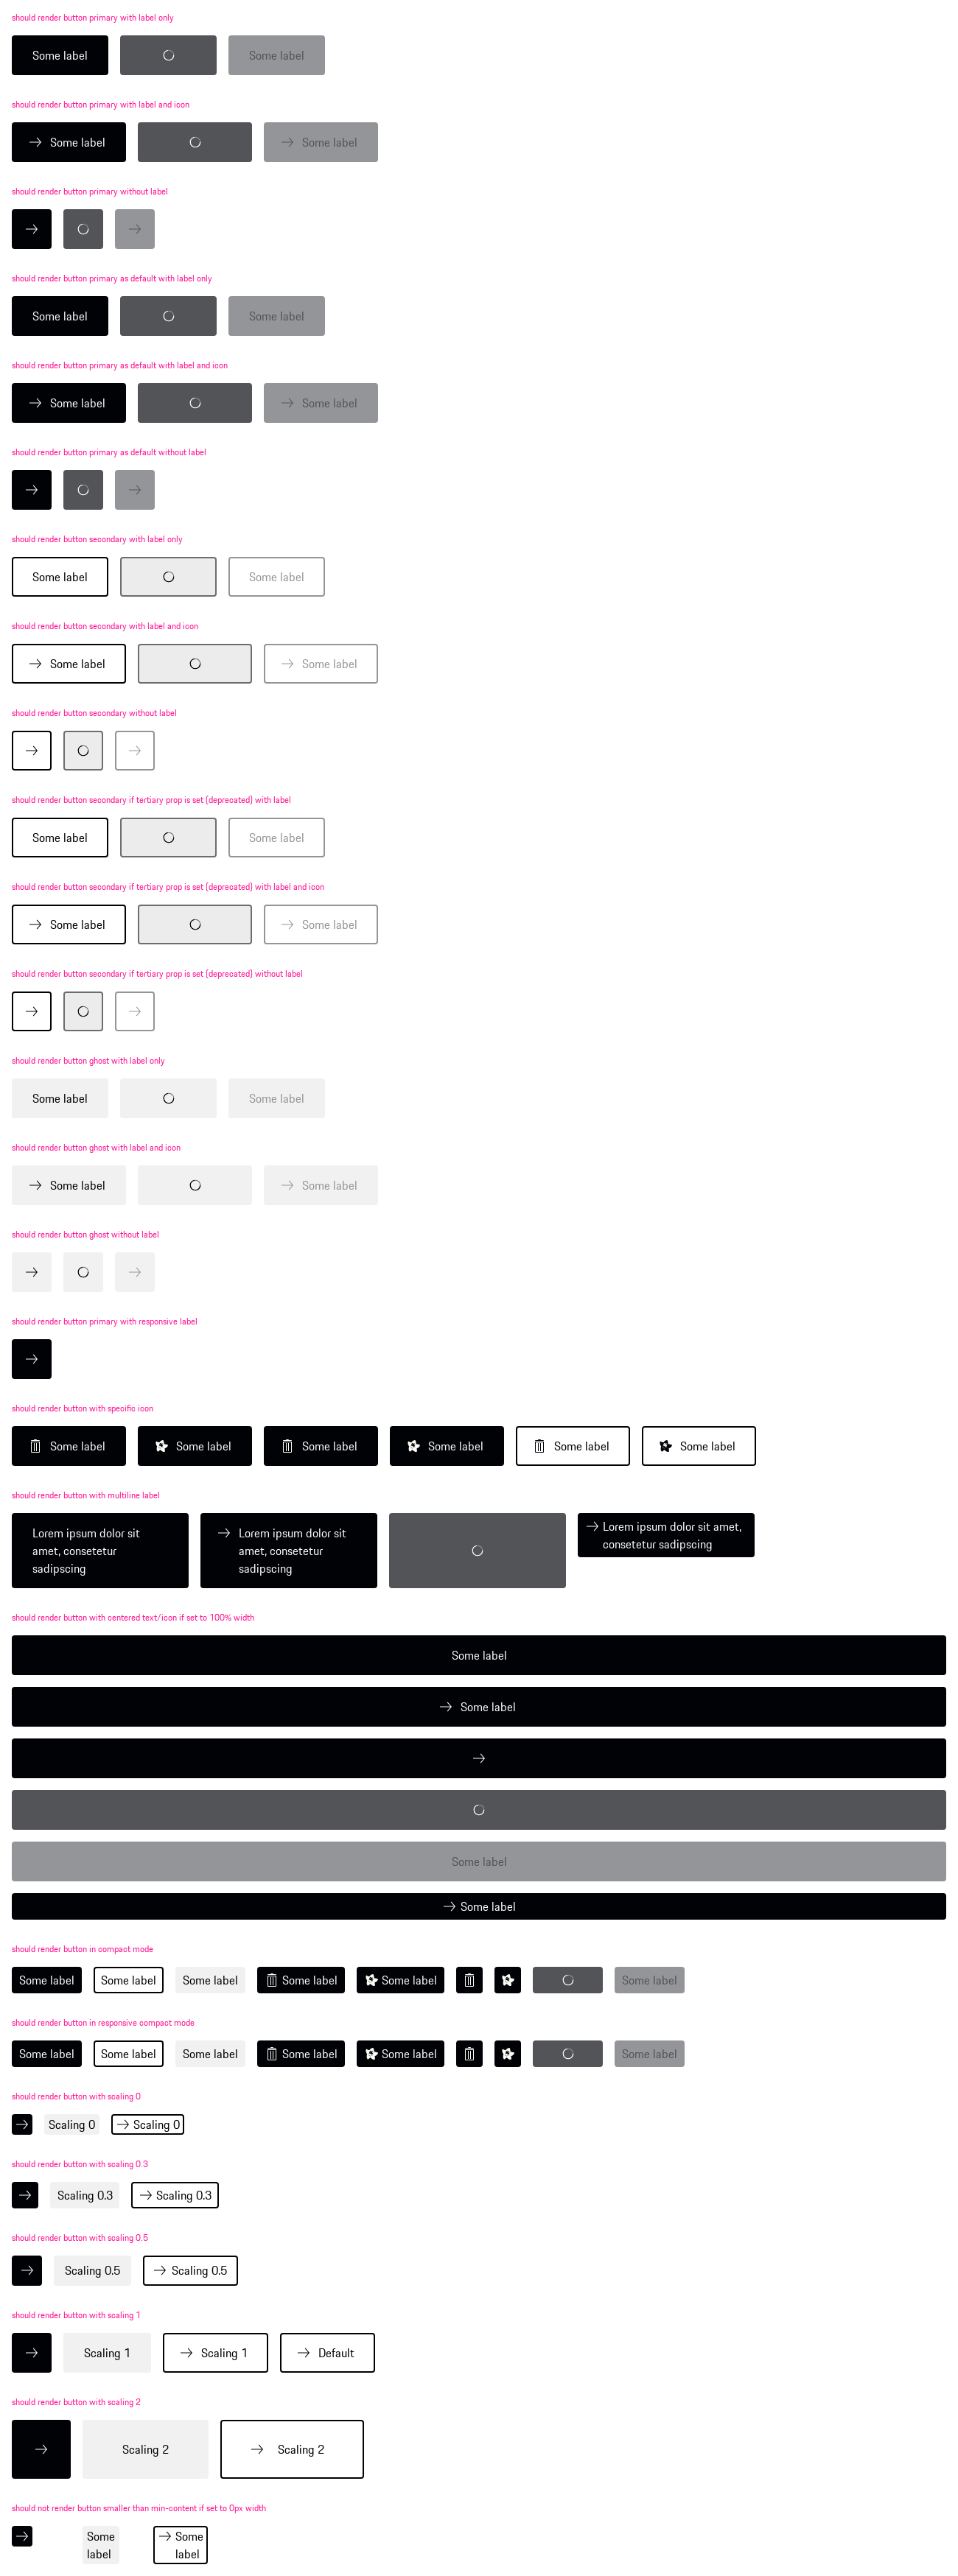 should render button primary with label only
Some label Some label
should render button primary with label and icon
Some label Some label
should render button primary without label
should render button primary as default with label only
Some label Some label
should render button primary as default with label and icon
Some label Some label
should render button primary as default without label
should render button secondary with label only
Some label Some label
should render button secondary with label and icon
Some label Some label
should render button secondary without label
should render button secondary if tertiary prop is set (deprecated) with label
Some label Some label
should render button secondary if tertiary prop is set (deprecated) with label and icon
Some label Some label
should render button secondary if tertiary prop is set (deprecated) without label
should render button ghost with label only
Some label Some label
should render button ghost with label and icon
Some label Some label
should render button ghost without label
should render button primary with responsive label
should render button with specific icon
Some label Some label Some label Some label Some label Some label
should render button with multiline label
Lorem ipsum dolor sit
amet, consetetur
sadipscing
Lorem ipsum dolor sit
amet, consetetur
sadipscing
Lorem ipsum dolor sit amet,
consetetur sadipscing
should render button with centered text/icon if set to 100% width
Some label
Some label
Some label
Some label
should render button in compact mode
Some label Some label Some label Some label Some label Some label
should render button in responsive compact mode
Some label Some label Some label Some label Some label Some label
should render button with scaling 0
Scaling 0 Scaling 0
should render button with scaling 0.3
Scaling 0.3 Scaling 0.3
should render button with scaling 0.5
Scaling 0.5 Scaling 0.5
should render button with scaling 1
Scaling 1 Scaling 1 Default
should render button with scaling 2
Scaling 2 Scaling 2
should not render button smaller than min-content if set to 0px width
Some
label
Some
label